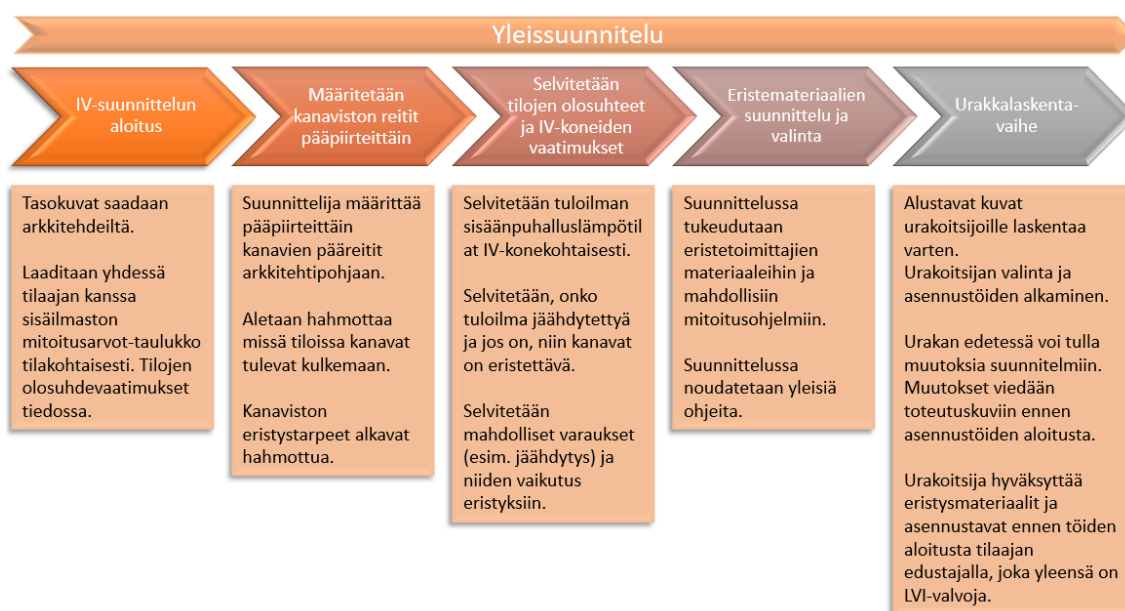 Yleissuunnitelu
IV-suunnittelun
aloitus
Määritetään
kanaviston reitit
pääpiirteittäin
Selvitetään
tilojen olosuhteet
ja IV-koneiden
vaatimukset
Eristemateriaalien
suunnittelu ja
valinta
Urakkalaskenta-
vaihe
Tasokuvat saadaan
arkkitehdeiltä.
Laaditaan yhdessä
tilaajan kanssa
sisäilmaston
mitoitusarvot-taulukko
tilakohtaisesti. Tilojen
olosuhdevaatimukset
tiedossa.
Suunnittelija määrittää
pääpiirteittäin
kanavien pääreitit
arkkitehtipohjaan.
Aletaan hahmottaa
missä tiloissa kanavat
tulevat kulkemaan.
Kanaviston
eristystarpeet alkavat
hahmottua.
Selvitetään tuloilman
sisäänpuhalluslämpötil
at IV-konekohtaisesti.
Selvitetään, onko
tuloilma jäähdytettyä
ja jos on, niin kanavat
on eristettävä.
Selvitetään
mahdolliset varaukset
(esim. jäähdytys) ja
niiden vaikutus
eristyksiin.
Suunnittelussa
tukeudutaan
eristetoimittajien
materiaaleihin ja
mahdollisiin
mitoitusohjelmiin.
Suunnittelussa
noudatetaan yleisiä
ohjeita.
Alustavat kuvat
urakoitsijoille laskentaa
varten.
Urakoitsijan valinta ja
asennustöiden alkaminen.
Urakan edetessä voi tulla
muutoksia suunnitelmiin.
Muutokset viedään
toteutuskuviin ennen
asennustöiden aloitusta.
Urakoitsija hyväksyttää
eristysmateriaalit ja
asennustavat ennen töiden
aloitusta tilaajan
edustajalla, joka yleensä on
LVI-valvoja.